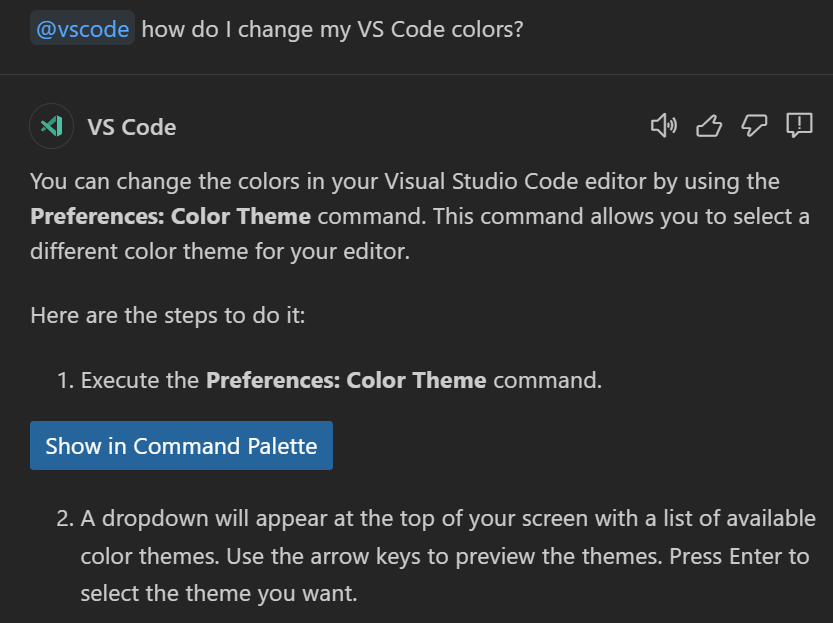 @vscode how do I change my VS Code colors?
VS Code
You can change the colors in your Visual Studio Code editor by using the
Preferences: Color Theme command. This command allows you to select a
different color theme for your editor.
Here are the steps to do it:
1. Execute the Preferences: Color Theme command.
Show in Command Palette
2. A dropdown will appear at the top of your screen with a list of available
color themes. Use the arrow keys to preview the themes. Press Enter to
select the theme you want.